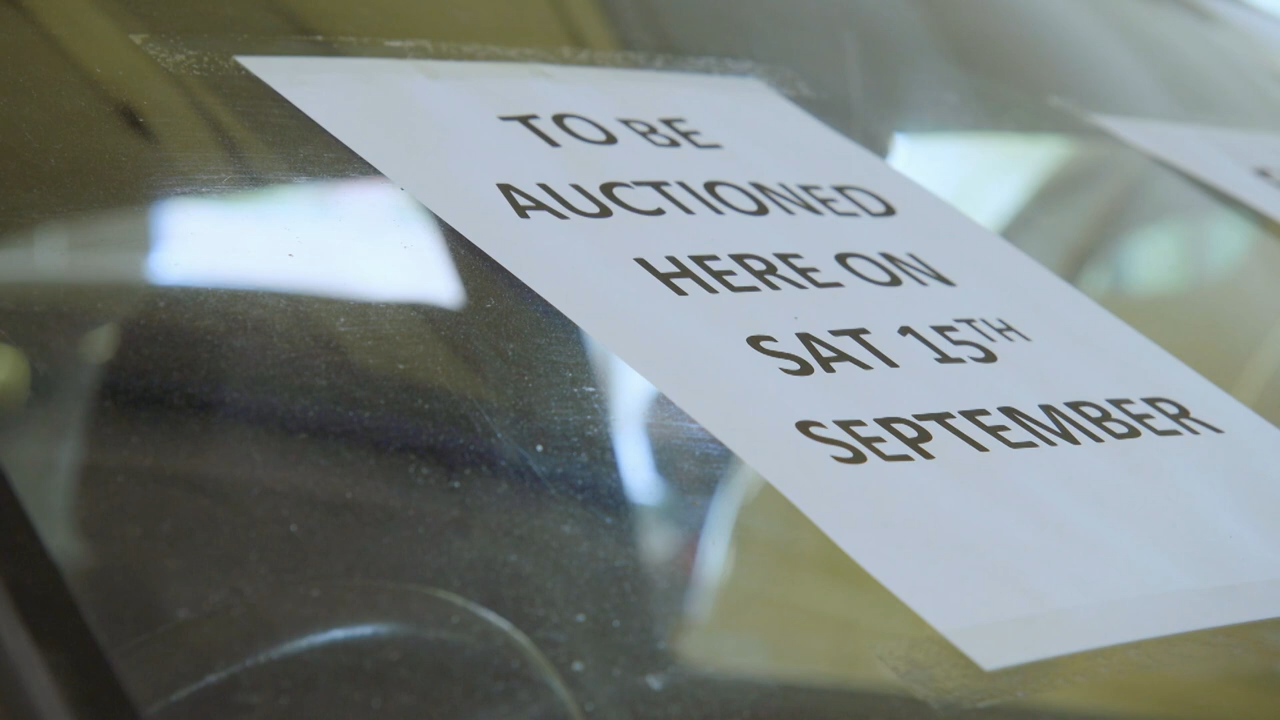 TO BE
AUCTIONED
HERE ON
SAT 15TH
SEPTEMBER